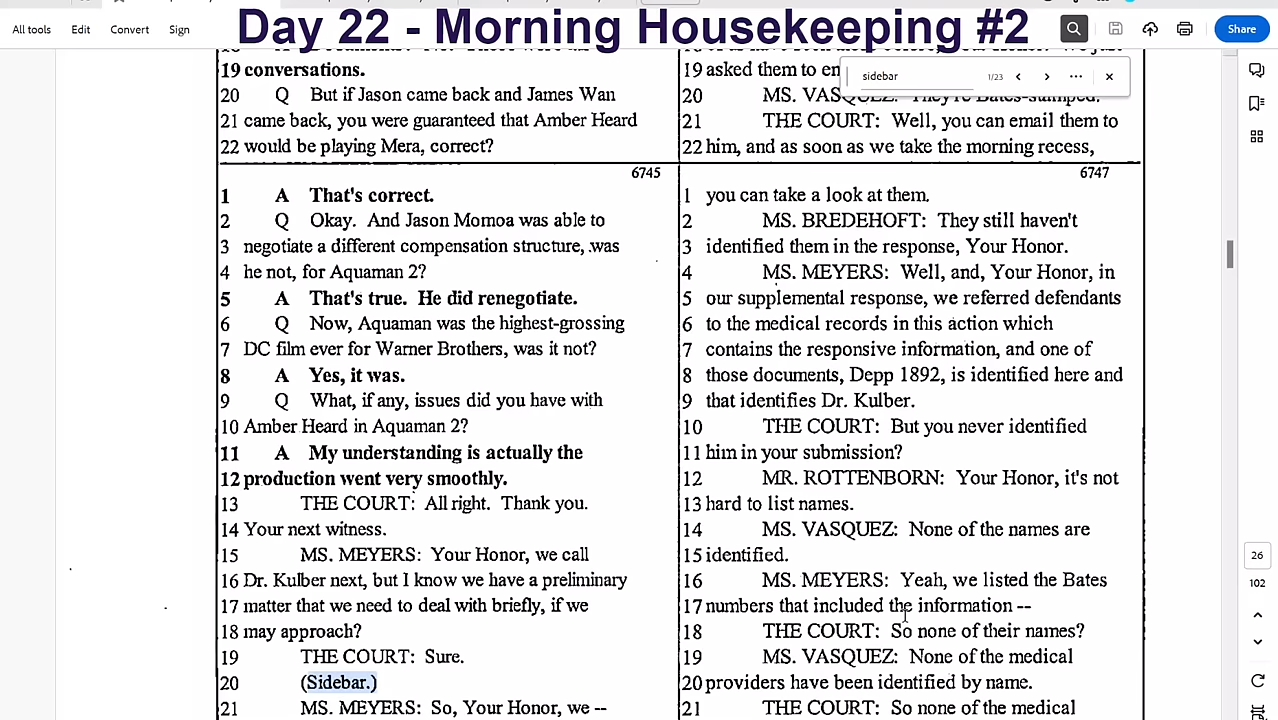 Day 22 - Morning Housekeeping #2
All tools Edit Convert Sign
Share
sidebar 1/23
19 conversations.
20 Q But if Jason came back and James Wan
21 came back, you were guaranteed that Amber Heard
22 would be playing Mera, correct?
6745
1 A That's correct.
2 Q Okay. And Jason Momoa was able to
3 negotiate a different compensation structure, was
4 he not, for Aquaman 2?
5 A That's true. He did renegotiate.
6 Q Now, Aquaman was the highest-grossing
7 DC film ever for Warner Brothers, was it not?
8 A Yes, it was.
9 Q What, if any, issues did you have with
10 Amber Heard in Aquaman 2?
11 A My understanding is actually the
12 production went very smoothly.
13 THE COURT: All right. Thank you.
14 Your next witness.
15 MS. MEYERS: Your Honor, we call
16 Dr. Kulber next, but I know we have a preliminary
17 matter that we need to deal with briefly, if we
18 may approach?
19 THE COURT: Sure.
20 (Sidebar.)
21 MS. MEYERS: So, Your Honor, we --
19 asked them to
20 MS. VASQUEZ: They're Bates-stamped.
21 THE COURT: Well, you can email them to
22 him, and as soon as we take the morning recess,
6747
1 you can take a look at them.
2 MS. BREDEHOFT: They still haven't
3 identified them in the response, Your Honor.
4 MS. MEYERS: Well, and, Your Honor, in
5 our supplemental response, we referred defendants
6 to the medical records in this action which
7 contains the responsive information, and one of
8 those documents, Depp 1892, is identified here and
9 that identifies Dr. Kulber.
10 THE COURT: But you never identified
11 him in your submission?
12 MR. ROTTENBORN: Your Honor, it's not
13 hard to list names.
14 MS. VASQUEZ: None of the names are
15 identified.
16 MS. MEYERS: Yeah, we listed the Bates
17 numbers that included the information --
18 THE COURT: So none of their names?
19 MS. VASQUEZ: None of the medical
20 providers have been identified by name.
21 THE COURT: So none of the medical
26
102